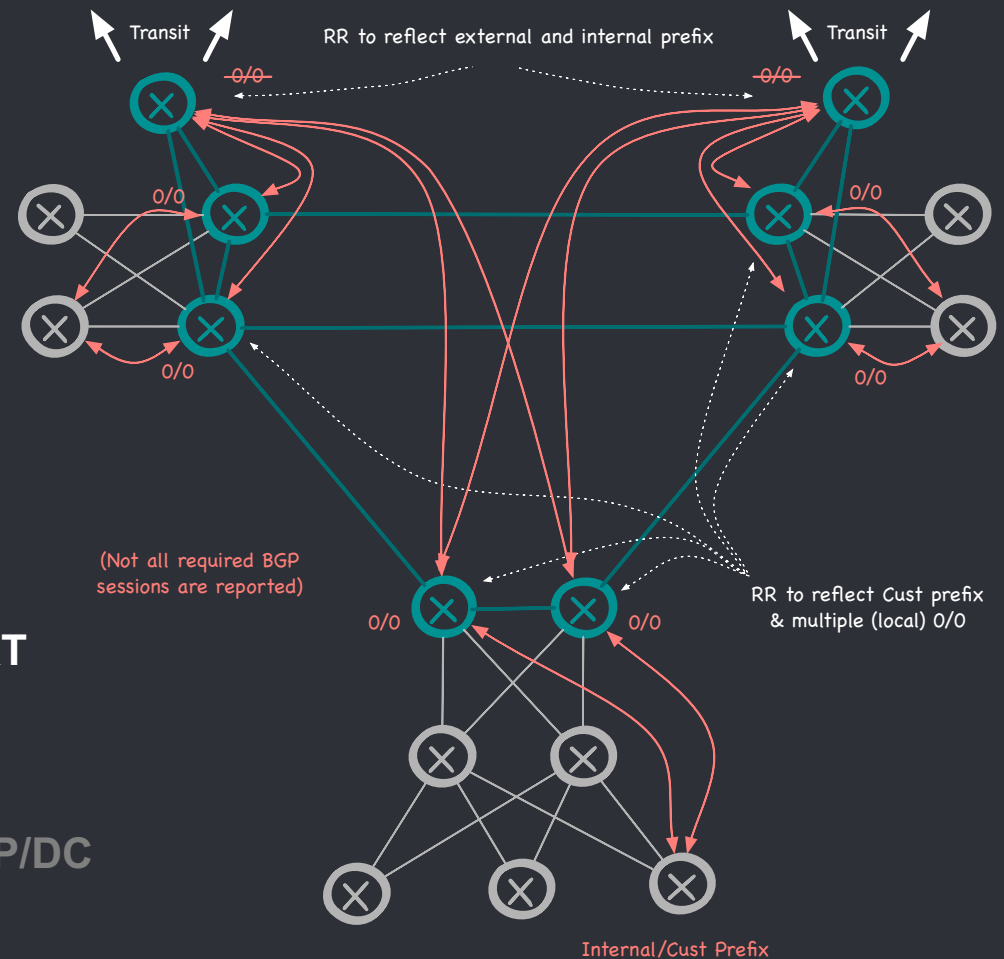 Transit
RR to reflect external and internal prefix
Transit
0/0
0/0
0/0
0/0
0/0
0/0
(Not all required BGP
sessions are reported)
RR to reflect Cust prefix
& multiple (local) 0/0
0/0
0/0
T
P/DC
Internal/Cust Prefix